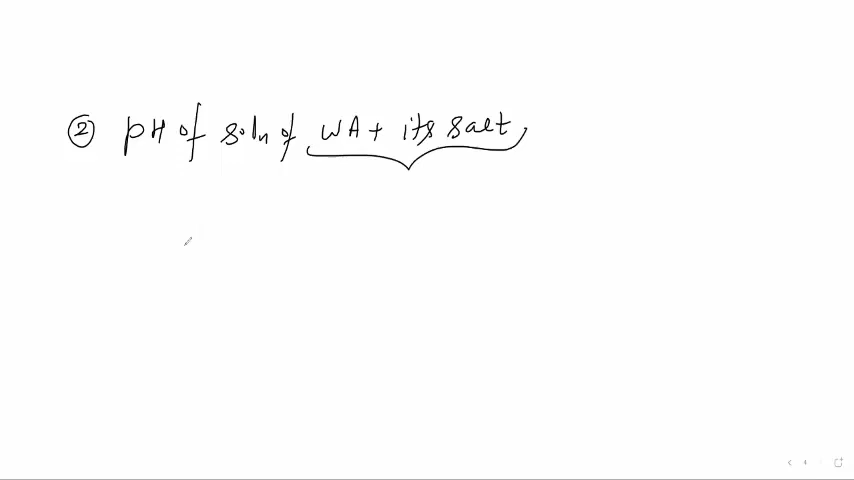 ② pH of soln of WA + its salt